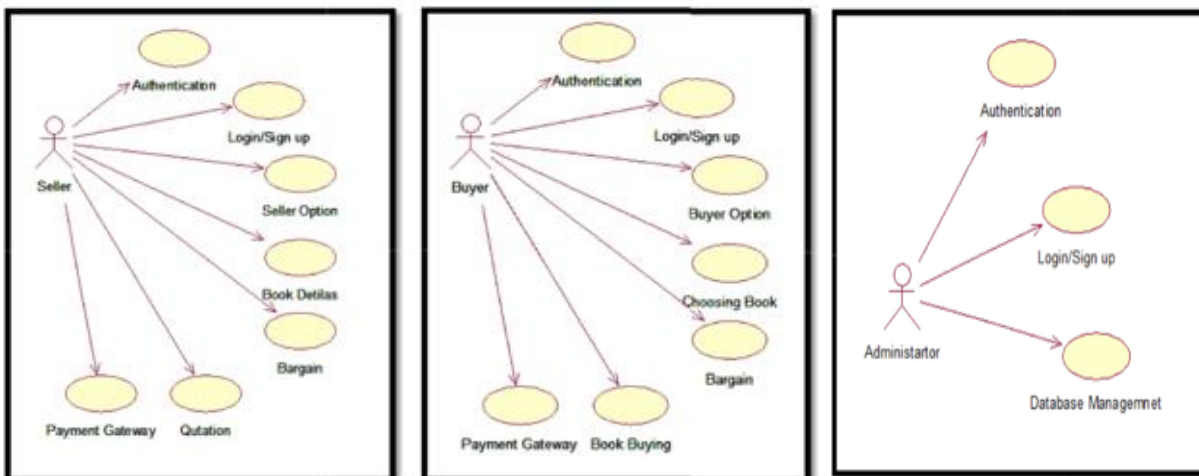 Authentication
Login/Sign up
Seller
Seller Option
Book Detilas
Bargain
Payment Gateway
Qutation
Authentication
Login/Sign up
Buyer
Buyer Option
Choosing Book
Bargain
Payment Gateway
Book Buying
Authentication
Login/Sign up
Administartor
Database Managemnet